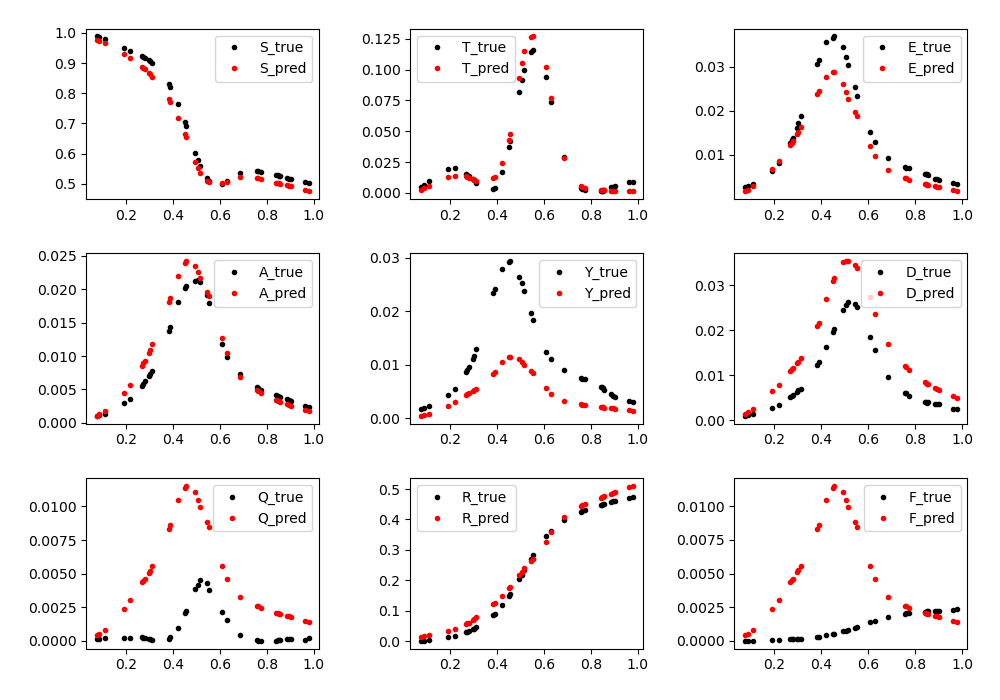 1.0
0.9
0.8
0.7
0.6
0.5
S_true
S_pred
0.2 0.4 0.6 0.8 1.0
0.125
0.100
0.075
0.050
0.025
0.000
T_true
T_pred
0.2 0.4 0.6 0.8 1.0
0.03
0.02
0.01
E_true
E_pred
0.2 0.4 0.6 0.8 1.0
0.025
0.020
0.015
0.010
0.005
0.000
A_true
A_pred
0.2 0.4 0.6 0.8 1.0
0.03
0.02
0.01
0.00
Y_true
Y_pred
0.2 0.4 0.6 0.8 1.0
0.03
0.02
0.01
0.00
D_true
D_pred
0.2 0.4 0.6 0.8 1.0
0.0100
0.0075
0.0050
0.0025
0.0000
Q_true
Q_pred
0.2 0.4 0.6 0.8 1.0
0.5
0.4
0.3
0.2
0.1
0.0
R_true
R_pred
0.2 0.4 0.6 0.8 1.0
0.0100
0.0075
0.0050
0.0025
0.0000
F_true
F_pred
0.2 0.4 0.6 0.8 1.0